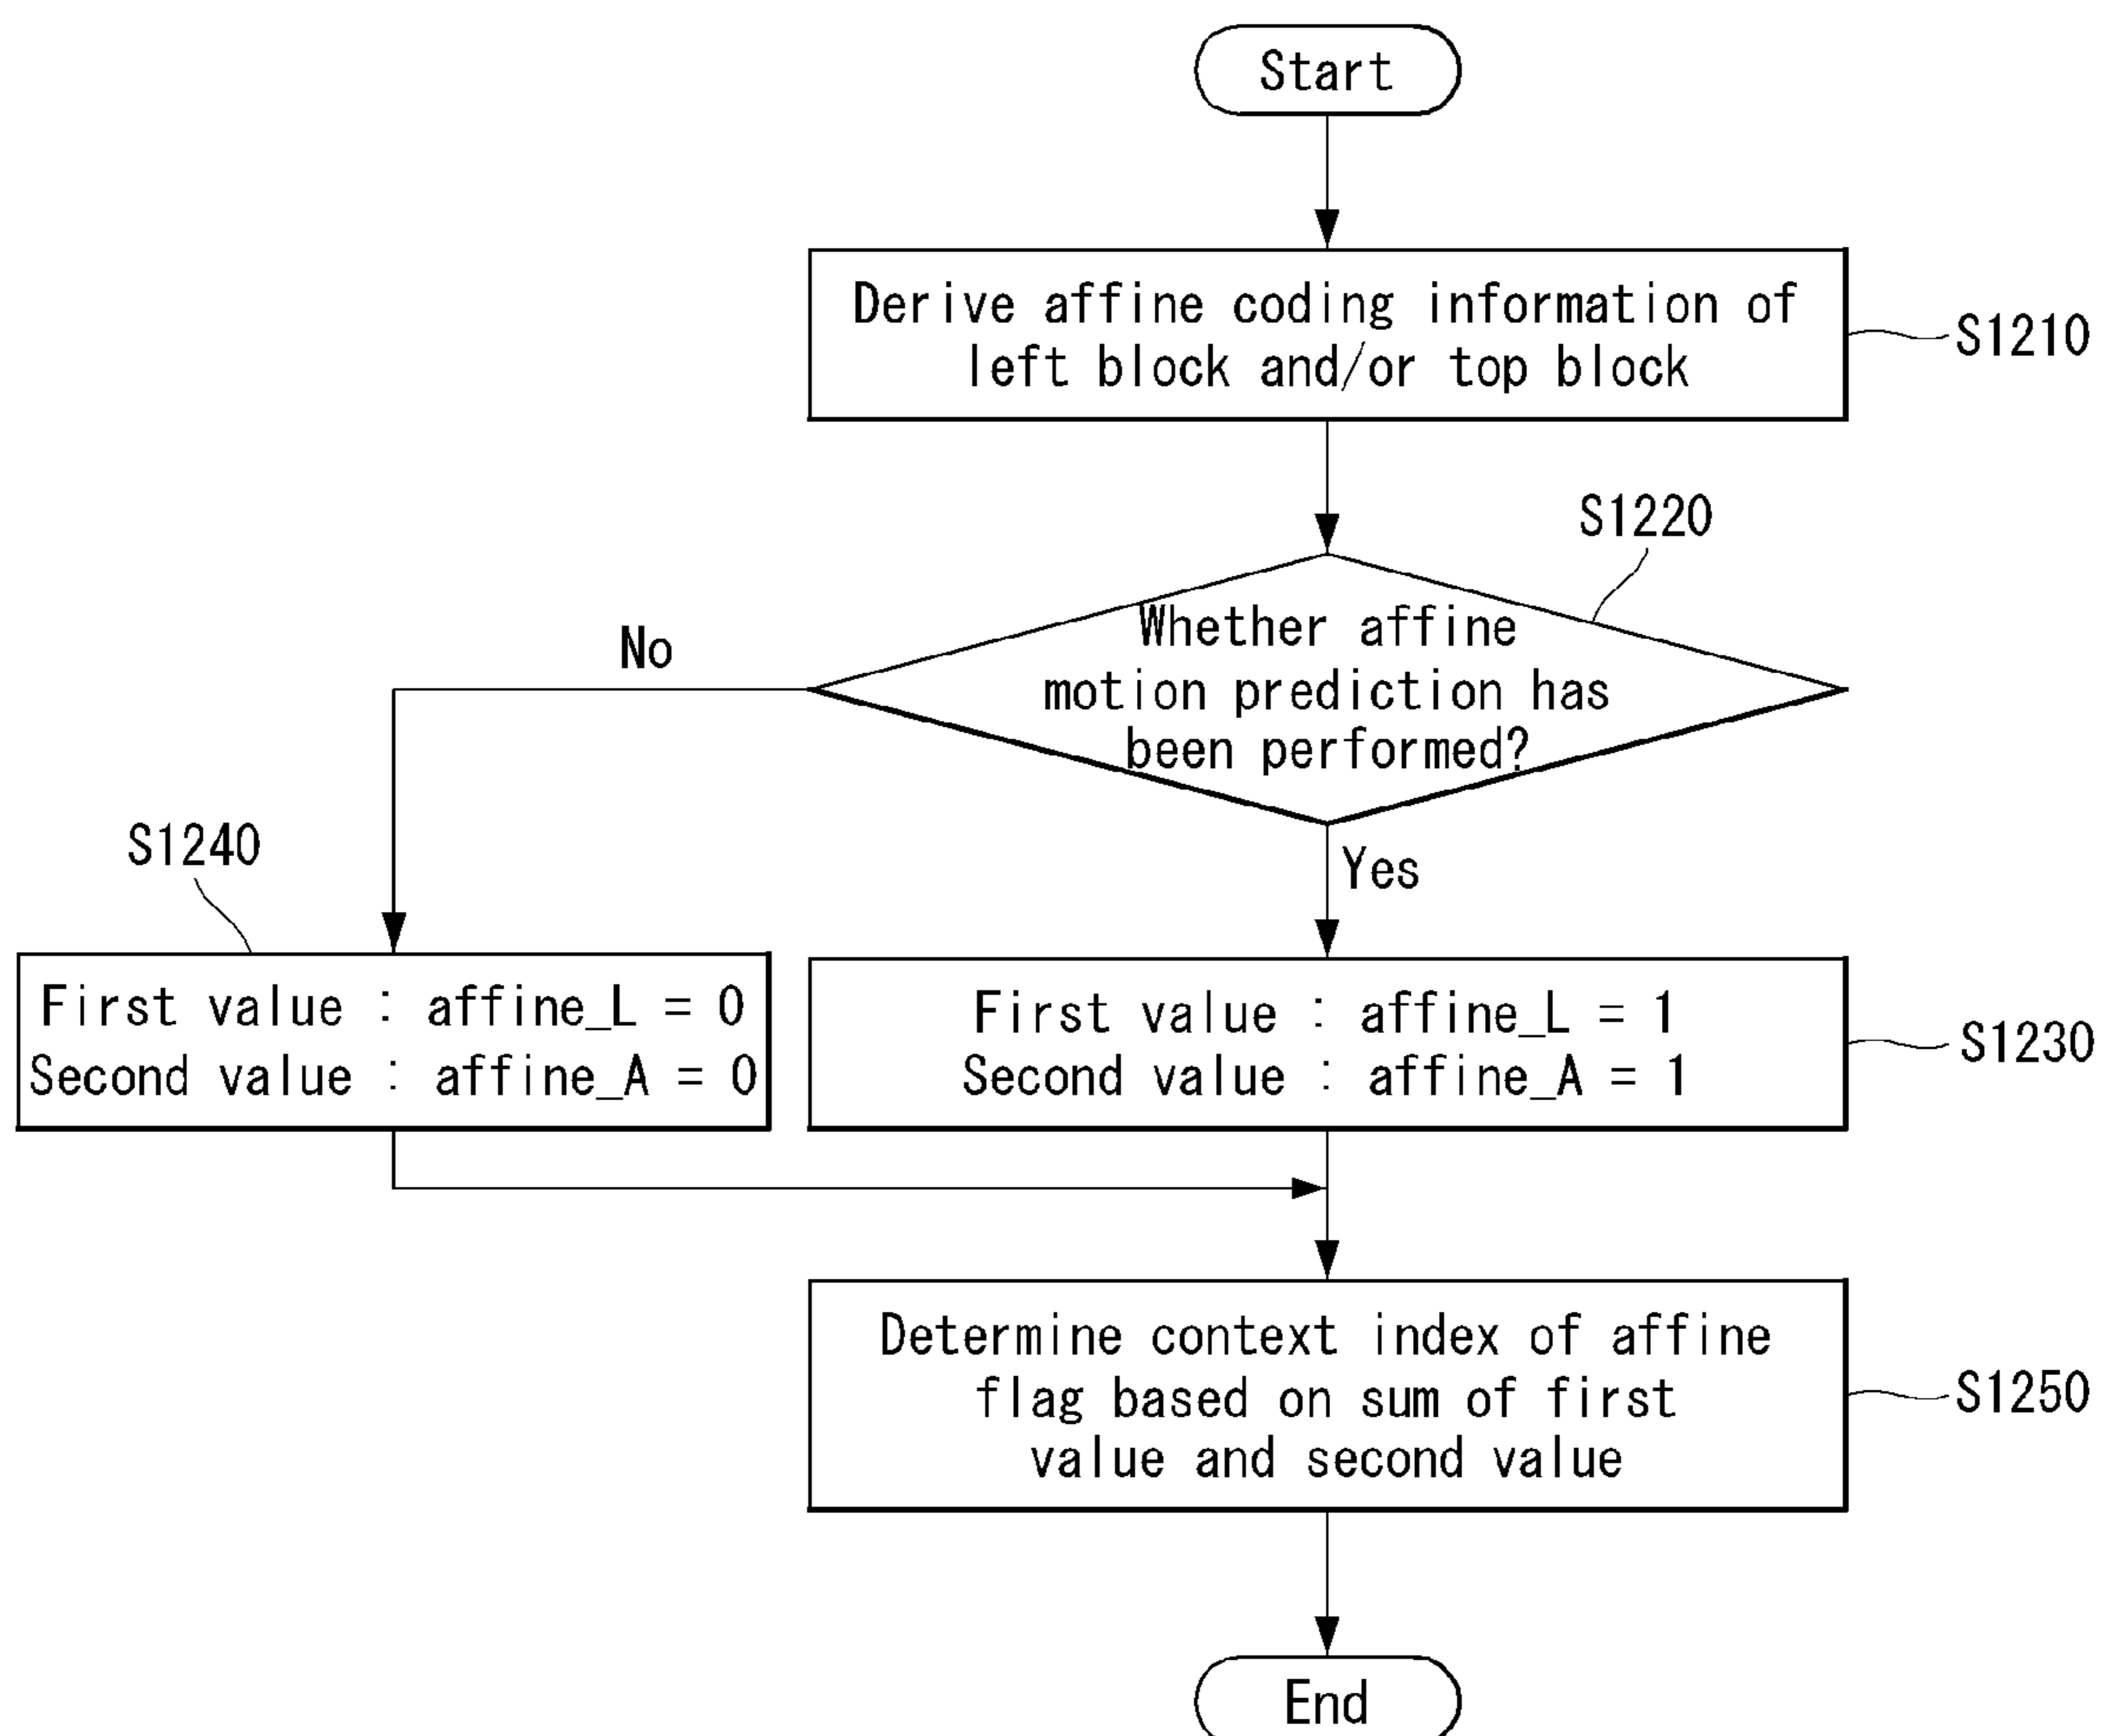 Start
Derive affine coding information of
left block and/or top block
S1210
S1220
Whether affine
motion prediction has
been performed?
No
Yes
S1240
First value : affine_L = 0
Second value : affine_A = 0
First value : affine_L = 1
Second value : affine_A = 1
S1230
Determine context index of affine
flag based on sum of first
value and second value
S1250
End